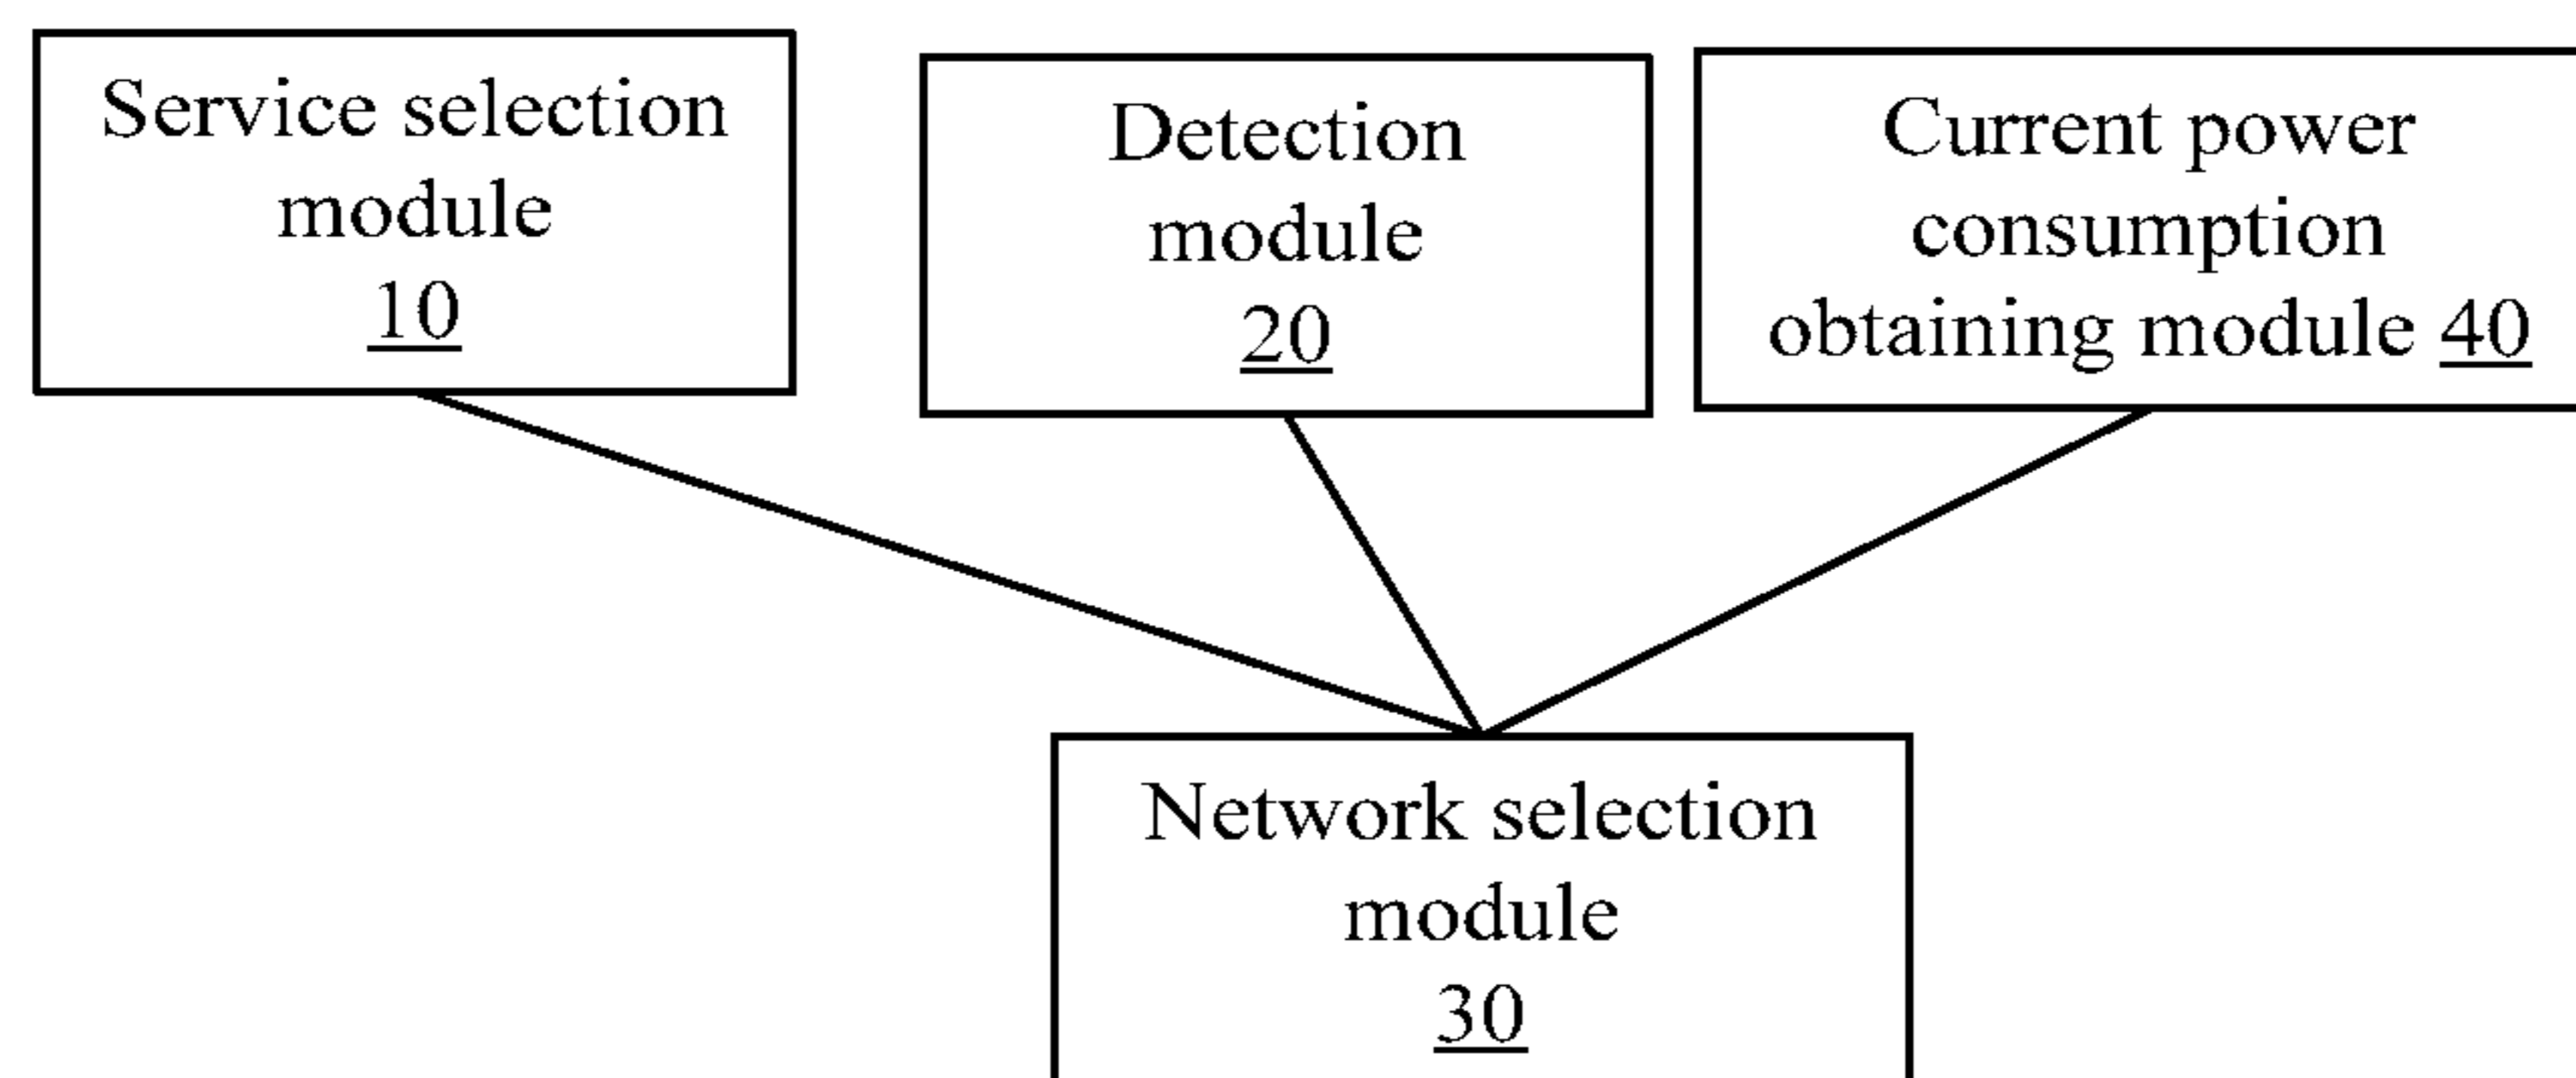 Service selection
module
10
Detection
module
20
Current power
consumption
obtaining module 40
Network selection
module
30